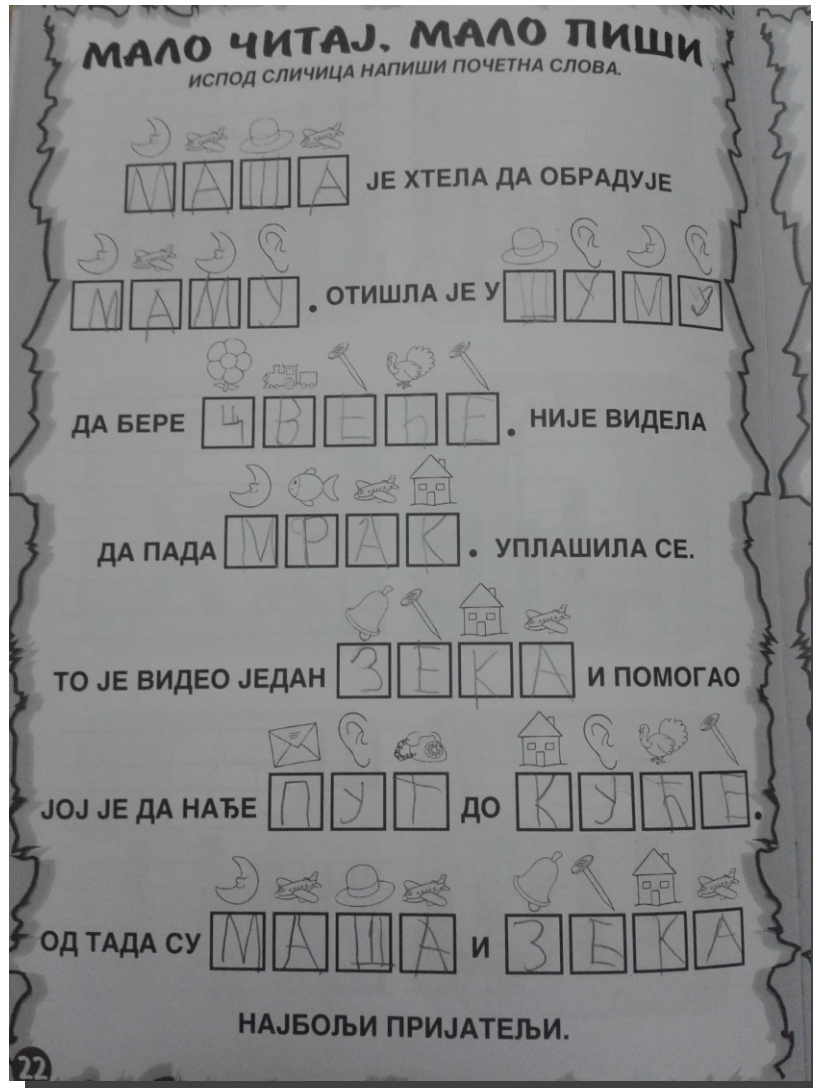 МАЛО ЧИТАЈ, МАЛО ПИШИ
ИСПОД СЛИЧИЦА НАПИШИ ПОЧЕТНА СЛОВА.
МАША ЈЕ ХТЕЛА ДА ОБРАДУЈЕ
МАМУ. ОТИШЛА ЈЕ У ШУМУ
ДА БЕРЕ ЦВЕЋЕ. НИЈЕ ВИДЕЛА
ДА ПАДА МРАК. УПЛАШИЛА СЕ.
ТО ЈЕ ВИДЕО ЈЕДАН ЗЕКА И ПОМОГАО
ЈОЈ ЈЕ ДА НАЂЕ ПУТ ДО КУЋЕ.
ОД ТАДА СУ МАША И ЗЕКА
НАЈБОЉИ ПРИЈАТЕЉИ.
22